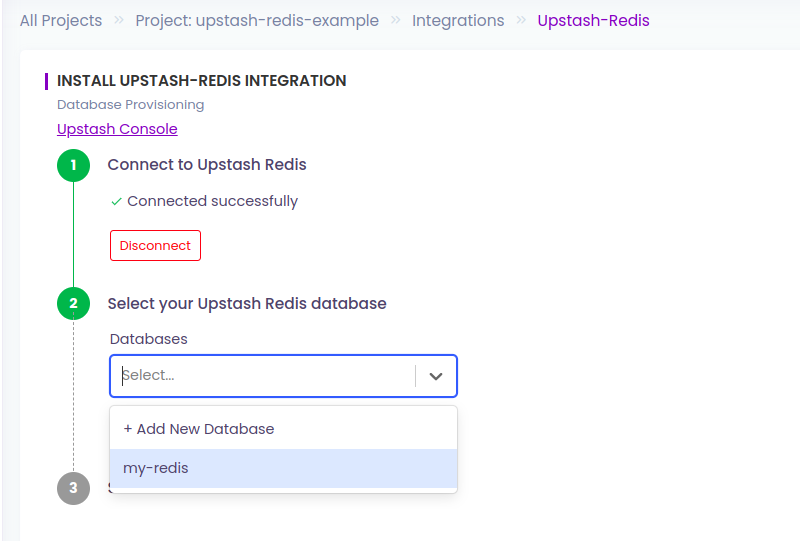 All Projects » Project: upstash-redis-example » Integrations » Upstash-Redis
INSTALL UPSTASH-REDIS INTEGRATION
Database Provisioning
Upstash Console
1 Connect to Upstash Redis
✓ Connected successfully
Disconnect
2 Select your Upstash Redis database
Databases
Select...
+ Add New Database
my-redis
3